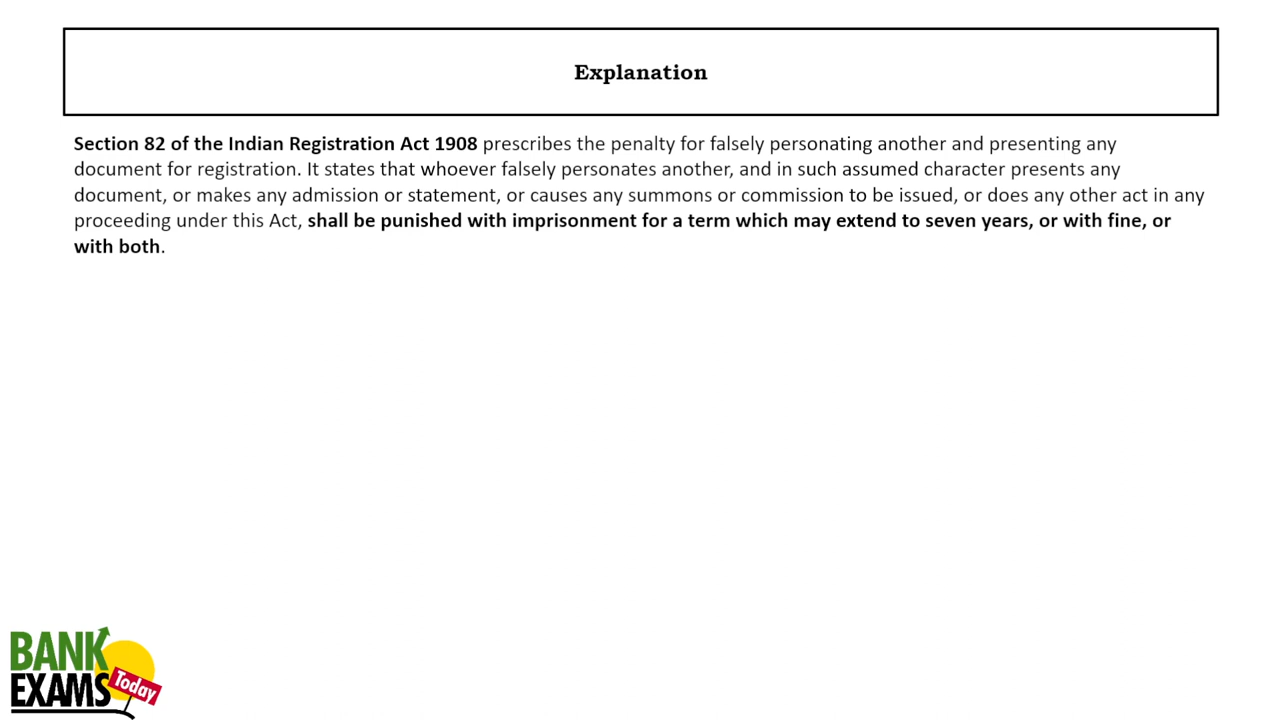 Explanation
Section 82 of the Indian Registration Act 1908 prescribes the penalty for falsely personating another and presenting any
document for registration. It states that whoever falsely personates another, and in such assumed character presents any
document, or makes any admission or statement, or causes any summons or commission to be issued, or does any other act in any
proceeding under this Act, shall be punished with imprisonment for a term which may extend to seven years, or with fine, or
with both.
BANK
EXAMS
Today